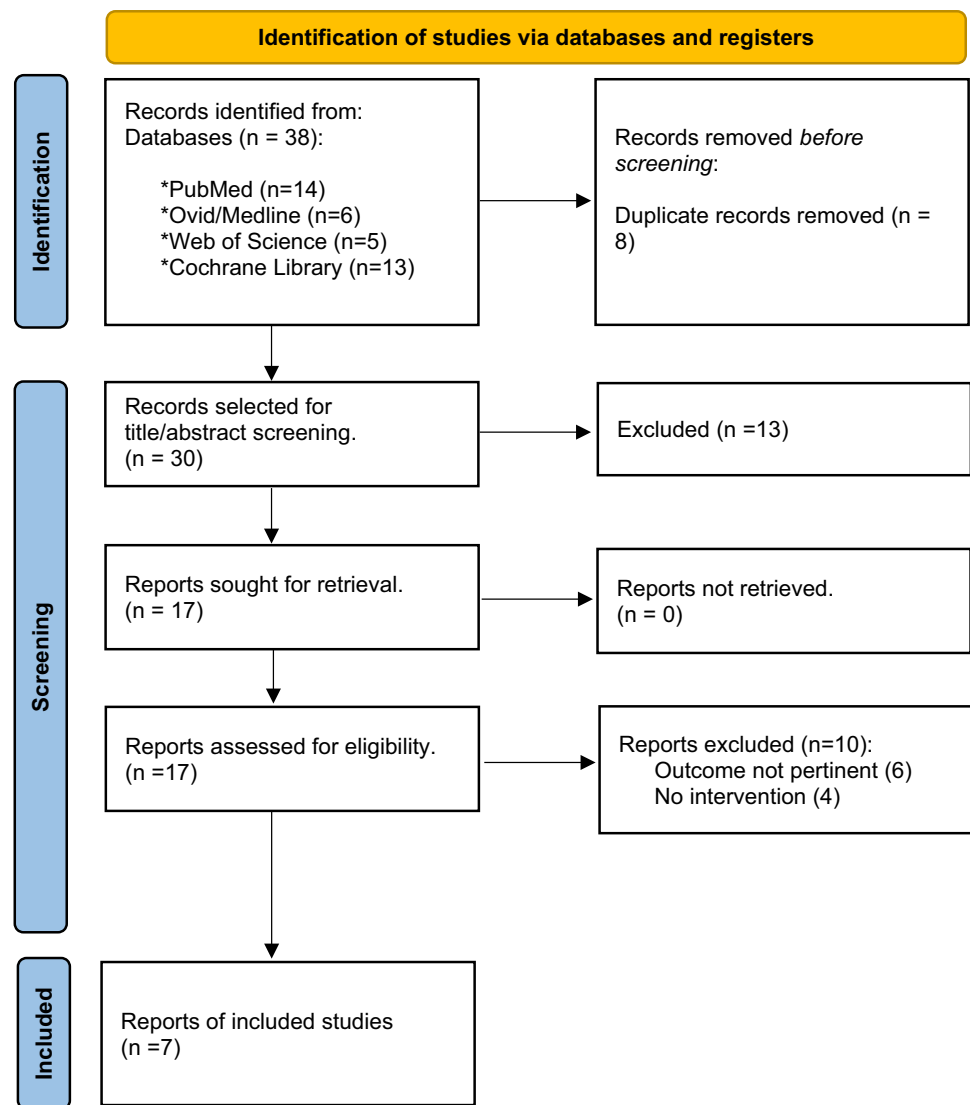 Identification of studies via databases and registers
Identification
Records identified from:
Databases (n = 38):
*PubMed (n=14)
*Ovid/Medline (n=6)
*Web of Science (n=5)
*Cochrane Library (n=13)
Records removed before
screening:
Duplicate records removed (n =
8)
Screening
Records selected for
title/abstract screening.
(n = 30)
Excluded (n =13)
Reports sought for retrieval.
(n = 17)
Reports not retrieved.
(n = 0)
Reports assessed for eligibility.
(n =17)
Reports excluded (n=10):
Outcome not pertinent (6)
No intervention (4)
Included
Reports of included studies
(n =7)